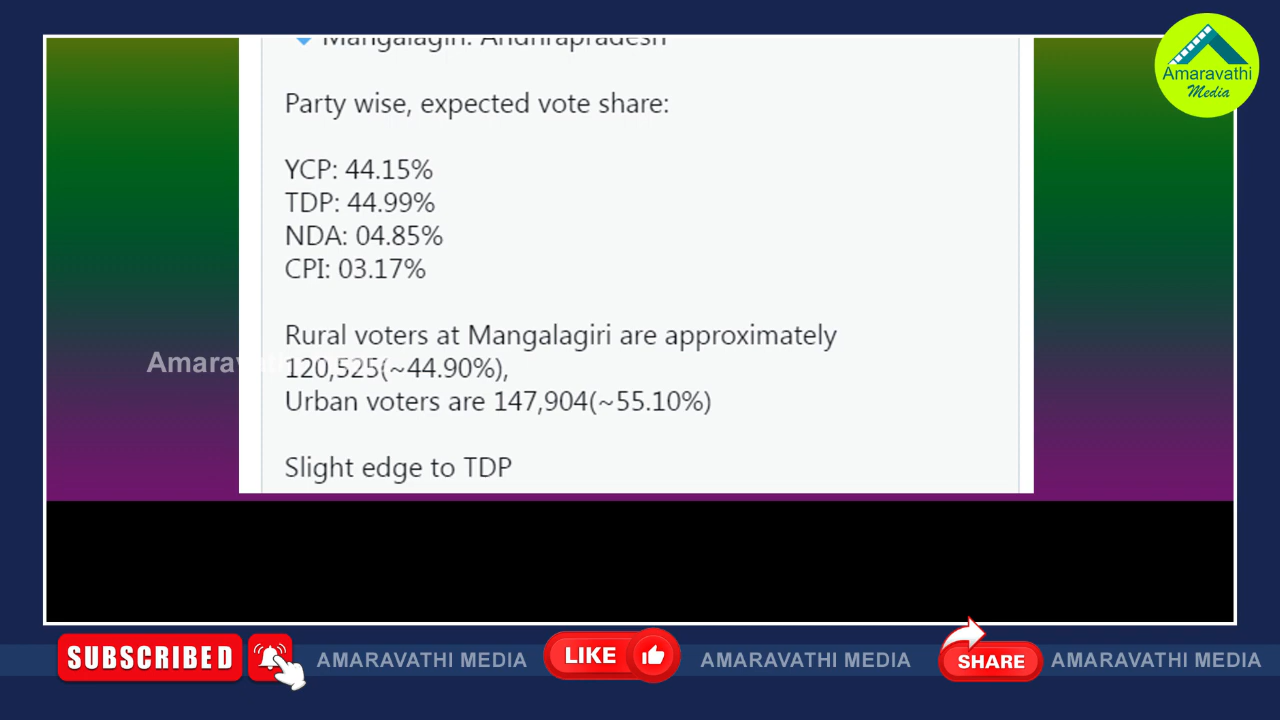 Mangalagiri: Andhrapradesh
Amaravathi
Media
Party wise, expected vote share:
YCP: 44.15%
TDP: 44.99%
NDA: 04.85%
CPI: 03.17%
Rural voters at Mangalagiri are approximately
120,525(~44.90%),
Urban voters are 147,904(~55.10%)
Slight edge to TDP
SUBSCRIBED
AMARAVATHI MEDIA
LIKE
AMARAVATHI MEDIA
SHARE
AMARAVATHI MEDIA